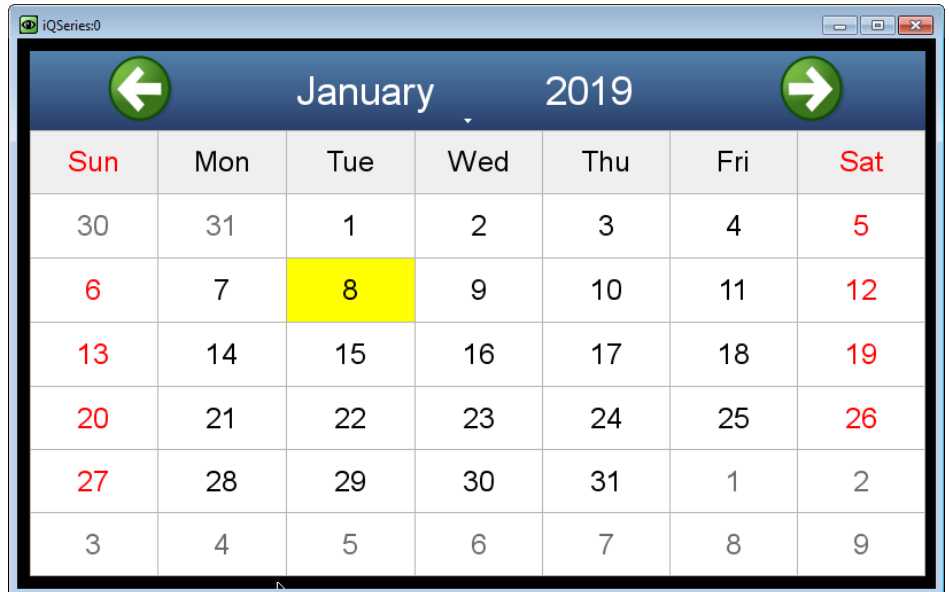 iQSeries:0
January 2019
Sun Mon Tue Wed Thu Fri Sat
30 31 1 2 3 4 5
6 7 8 9 10 11 12
13 14 15 16 17 18 19
20 21 22 23 24 25 26
27 28 29 30 31 1 2
3 4 5 6 7 8 9